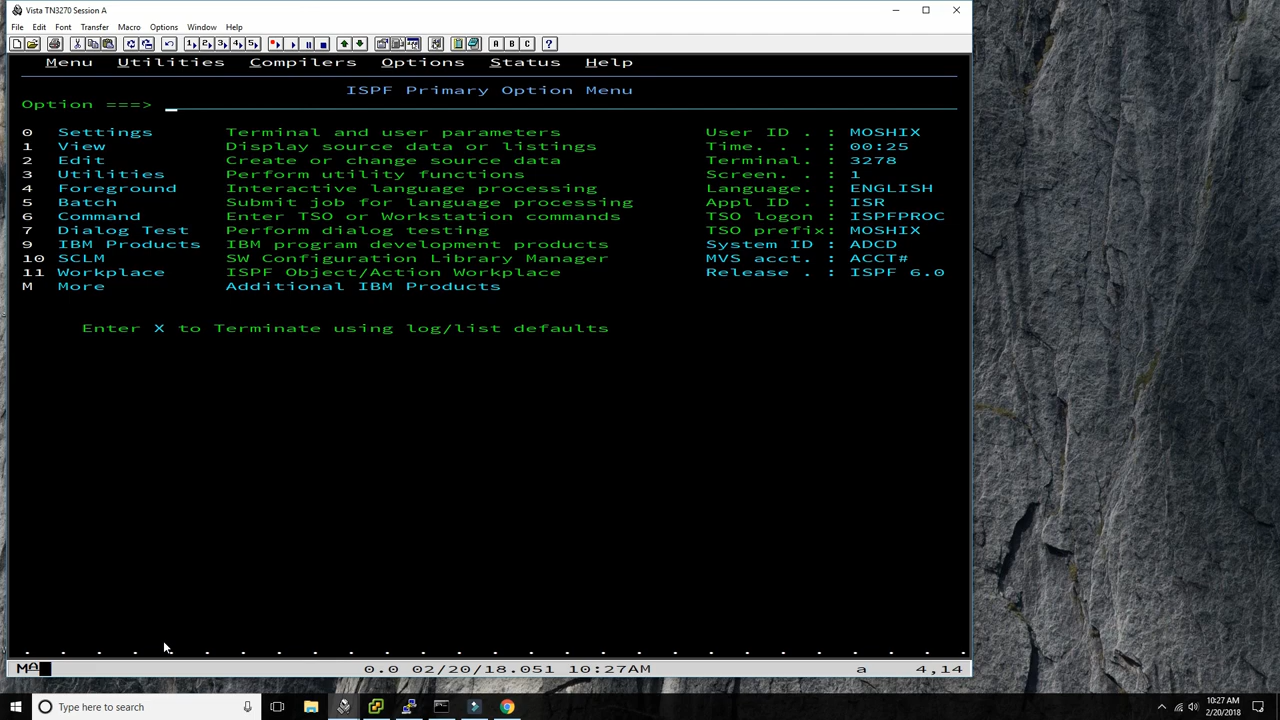 Vista TN3270 Session A
File Edit Font Transfer Macro Options Window Help
1 2 3 4 5 A B C ?
Menu Utilities Compilers Options Status Help
ISPF Primary Option Menu
Option ===>
0 Settings Terminal and user parameters User ID . : MOSHIX
1 View Display source data or listings Time. . . : 00:25
2 Edit Create or change source data Terminal. : 3278
3 Utilities Perform utility functions Screen. . : 1
4 Foreground Interactive language processing Language. : ENGLISH
5 Batch Submit job for language processing Appl ID . : ISR
6 Command Enter TSO or Workstation commands TSO logon : ISPFPROC
7 Dialog Test Perform dialog testing TSO prefix: MOSHIX
9 IBM Products IBM program development products System ID : ADCD
10 SCLM SW Configuration Library Manager MVS acct. : ACCT#
11 Workplace ISPF Object/Action Workplace Release . : ISPF 6.0
M More Additional IBM Products
Enter X to Terminate using log/list defaults
MA 0.0 02/20/18.051 10:27AM a 4,14
Type here to search
10:27 AM
2/20/2018